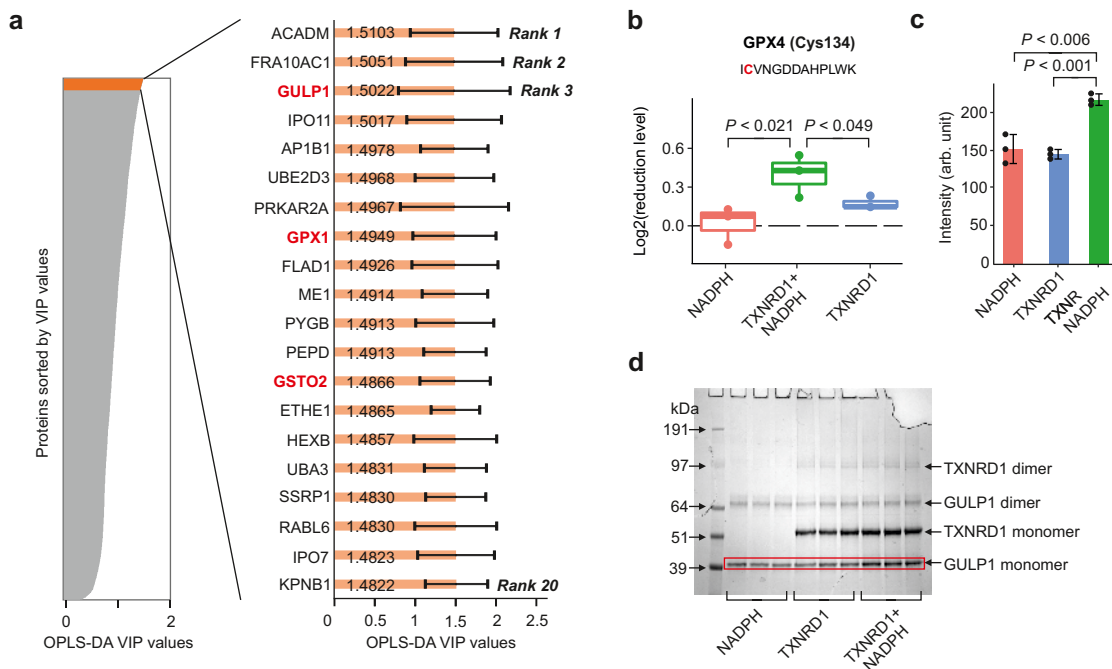 a
Proteins sorted by VIP values
0
2
OPLS-DA VIP values
ACADM 1.5103 Rank 1
FRA10AC1 1.5051 Rank 2
GULP1 1.5022 Rank 3
IPO11 1.5017
AP1B1 1.4978
UBE2D3 1.4968
PRKAR2A 1.4967
GPX1 1.4949
FLAD1 1.4926
ME1 1.4914
PYGB 1.4913
PEPD 1.4913
GSTO2 1.4866
ETHE1 1.4865
HEXB 1.4857
UBA3 1.4831
SSRP1 1.4830
RABL6 1.4830
IPO7 1.4823
KPNB1 1.4822 Rank 20
0 0.5 1 1.5 2.0 2.5
OPLS-DA VIP values
b
GPX4 (Cys134)
ICVNGDDAHPLWK
P < 0.021 P < 0.049
Log2(reduction level)
0.6
0.3
0.0
NADPH
TXNRD1+
NADPH
TXNRD1
c
P < 0.006
P < 0.001
Intensity (arb. unit)
200
150
100
50
0
NADPH
TXNRD1
TXNR
NADPH
d
kDa
191
97
64
51
39
TXNRD1 dimer
GULP1 dimer
TXNRD1 monomer
GULP1 monomer
NADPH
TXNRD1
TXNRD1+
NADPH